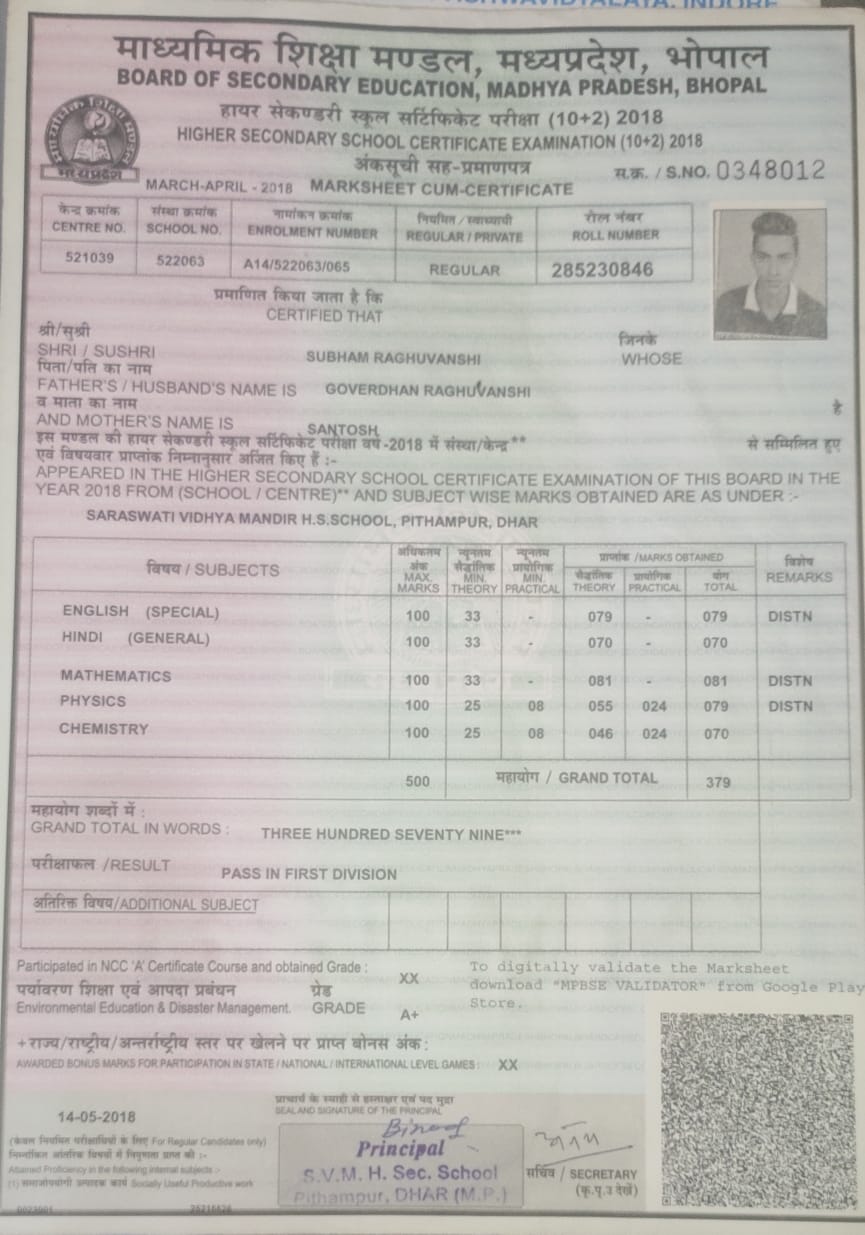 माध्यमिक शिक्षा मण्डल, मध्यप्रदेश, भोपाल
BOARD OF SECONDARY EDUCATION, MADHYA PRADESH, BHOPAL
हायर सेकण्डरी स्कूल सर्टिफिकेट परीक्षा (10+2) 2018
HIGHER SECONDARY SCHOOL CERTIFICATE EXAMINATION (10+2) 2018
अंकसूची सह-प्रमाणपत्र
स.क्र. / S.NO. 0348012
MARCH-APRIL - 2018 MARKSHEET CUM-CERTIFICATE
केन्द्र क्रमांक संस्था क्रमांक नामांकन क्रमांक नियमित / स्वाध्यायी रोल नंबर
CENTRE NO. SCHOOL NO. ENROLMENT NUMBER REGULAR / PRIVATE ROLL NUMBER
521039 522063 A14/522063/065 REGULAR 285230846
प्रमाणित किया जाता है कि
CERTIFIED THAT
श्री/सुश्री जिनके
SHRI / SUSHRI SUBHAM RAGHUVANSHI WHOSE
पिता/पति का नाम
FATHER'S / HUSBAND'S NAME IS GOVERDHAN RAGHUVANSHI
व माता का नाम है
AND MOTHER'S NAME IS SANTOSH
इस मण्डल की हायर सेकण्डरी स्कूल सर्टिफिकेट परीक्षा वर्ष -2018 में संस्था/केन्द्र** से सम्मिलित हुए
एवं विषयवार प्राप्तांक निम्नानुसार अर्जित किए हैं :-
APPEARED IN THE HIGHER SECONDARY SCHOOL CERTIFICATE EXAMINATION OF THIS BOARD IN THE
YEAR 2018 FROM (SCHOOL / CENTRE)** AND SUBJECT WISE MARKS OBTAINED ARE AS UNDER :-
SARASWATI VIDHYA MANDIR H.S.SCHOOL, PITHAMPUR, DHAR
विषय / SUBJECTS
अधिकतम अंक MAX. MARKS
न्यूनतम सैद्धांतिक MIN. THEORY
न्यूनतम प्रायोगिक MIN. PRACTICAL
प्राप्तांक / MARKS OBTAINED
सैद्धांतिक THEORY प्रायोगिक PRACTICAL योग TOTAL
विशेष REMARKS
ENGLISH (SPECIAL) 100 33 - 079 - 079 DISTN
HINDI (GENERAL) 100 33 - 070 - 070
MATHEMATICS 100 33 - 081 - 081 DISTN
PHYSICS 100 25 08 055 024 079 DISTN
CHEMISTRY 100 25 08 046 024 070
500 महायोग / GRAND TOTAL 379
महायोग शब्दों में :
GRAND TOTAL IN WORDS : THREE HUNDRED SEVENTY NINE***
परीक्षाफल /RESULT PASS IN FIRST DIVISION
अतिरिक्त विषय/ADDITIONAL SUBJECT
Participated in NCC 'A' Certificate Course and obtained Grade : XX
पर्यावरण शिक्षा एवं आपदा प्रबंधन ग्रेड
Environmental Education & Disaster Management. GRADE A+
To digitally validate the Marksheet
download "MPBSE VALIDATOR" from Google Play
Store.
+राज्य/राष्ट्रीय/अन्तर्राष्ट्रीय स्तर पर खेलने पर प्राप्त बोनस अंक :
AWARDED BONUS MARKS FOR PARTICIPATION IN STATE / NATIONAL / INTERNATIONAL LEVEL GAMES : XX
प्राचार्य के स्याही से हस्ताक्षर एवं पद मुद्रा
SEAL AND SIGNATURE OF THE PRINCIPAL
14-05-2018
(केवल नियमित परीक्षार्थियों के लिए For Regular Candidates only)
निम्नांकित आंतरिक विषयों में निपुणता प्राप्त की :-
Attained Proficiency in the following internal subjects :-
(1) समाजोपयोगी उत्पादक कार्य Socially Useful Productive work
Principal
S.V.M. H. Sec. School
Pithampur, DHAR (M.P.)
सचिव / SECRETARY
(कृ.पृ.उ देखें)